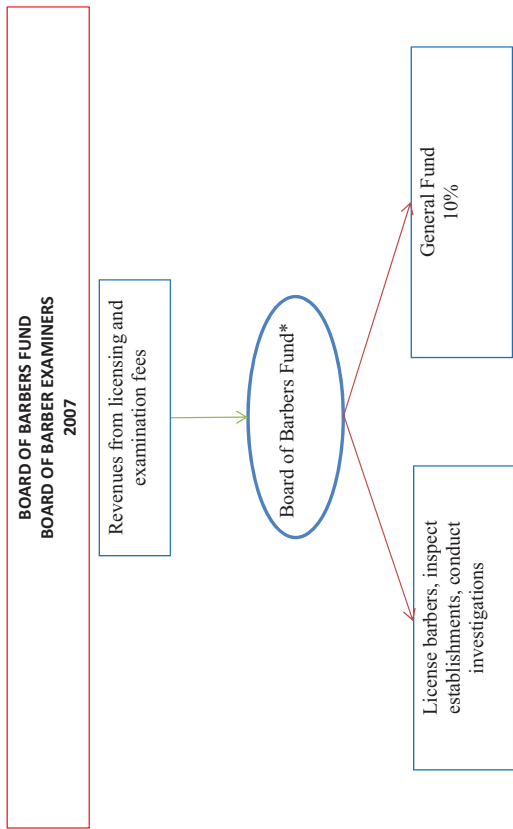 BOARD OF BARBERS FUND
BOARD OF BARBER EXAMINERS
2007
Revenues from licensing and
examination fees
Board of Barbers Fund*
License barbers, inspect
establishments, conduct
investigations
General Fund
10%